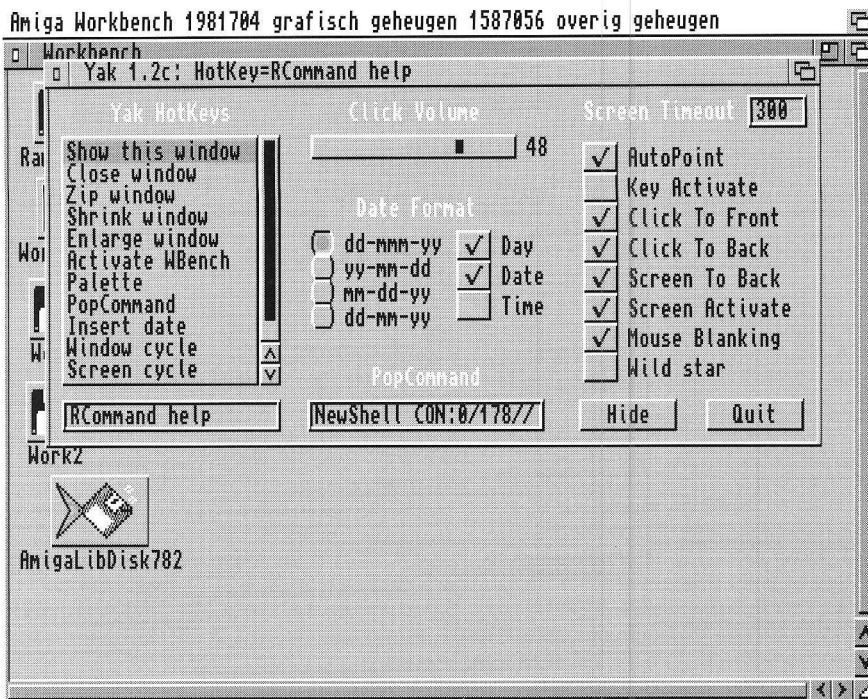 Amiga Workbench 1981704 grafisch geheugen 1587056 overig geheugen
Workbench
Yak 1.2c: HotKey=RCommand help
Yak HotKeys
Show this window
Close window
Zip window
Shrink window
Enlarge window
Activate WBench
Palette
PopCommand
Insert date
Window cycle
Screen cycle
RCommand help
Click Volume
48
Date Format
dd-mmm-yy
yy-mm-dd
mm-dd-yy
dd-mm-yy
Day
Date
Time
PopCommand
NewShell CON:0/178//
Screen Timeout 300
AutoPoint
Key Activate
Click To Front
Click To Back
Screen To Back
Screen Activate
Mouse Blanking
Wild star
Hide
Quit
Work2
AmigaLibDisk782